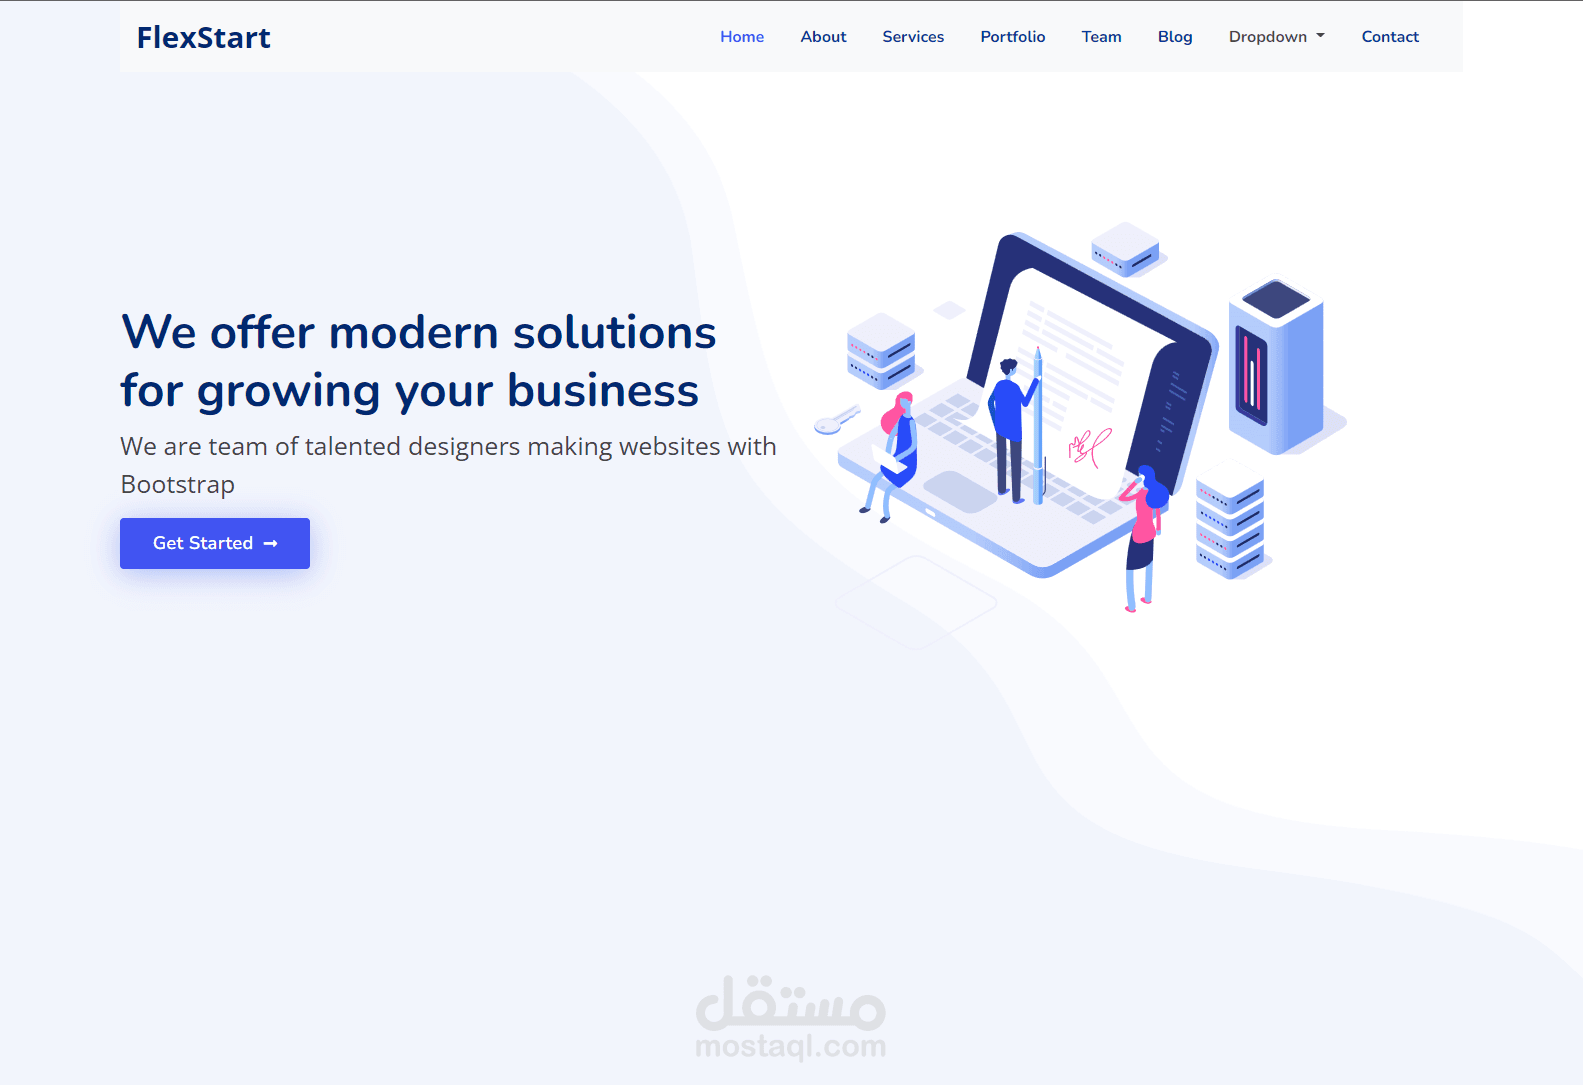 FlexStart
Home About Services Portfolio Team Blog Dropdown Contact
We offer modern solutions
for growing your business
We are team of talented designers making websites with
Bootstrap
Get Started
مستقل
mostaql.com